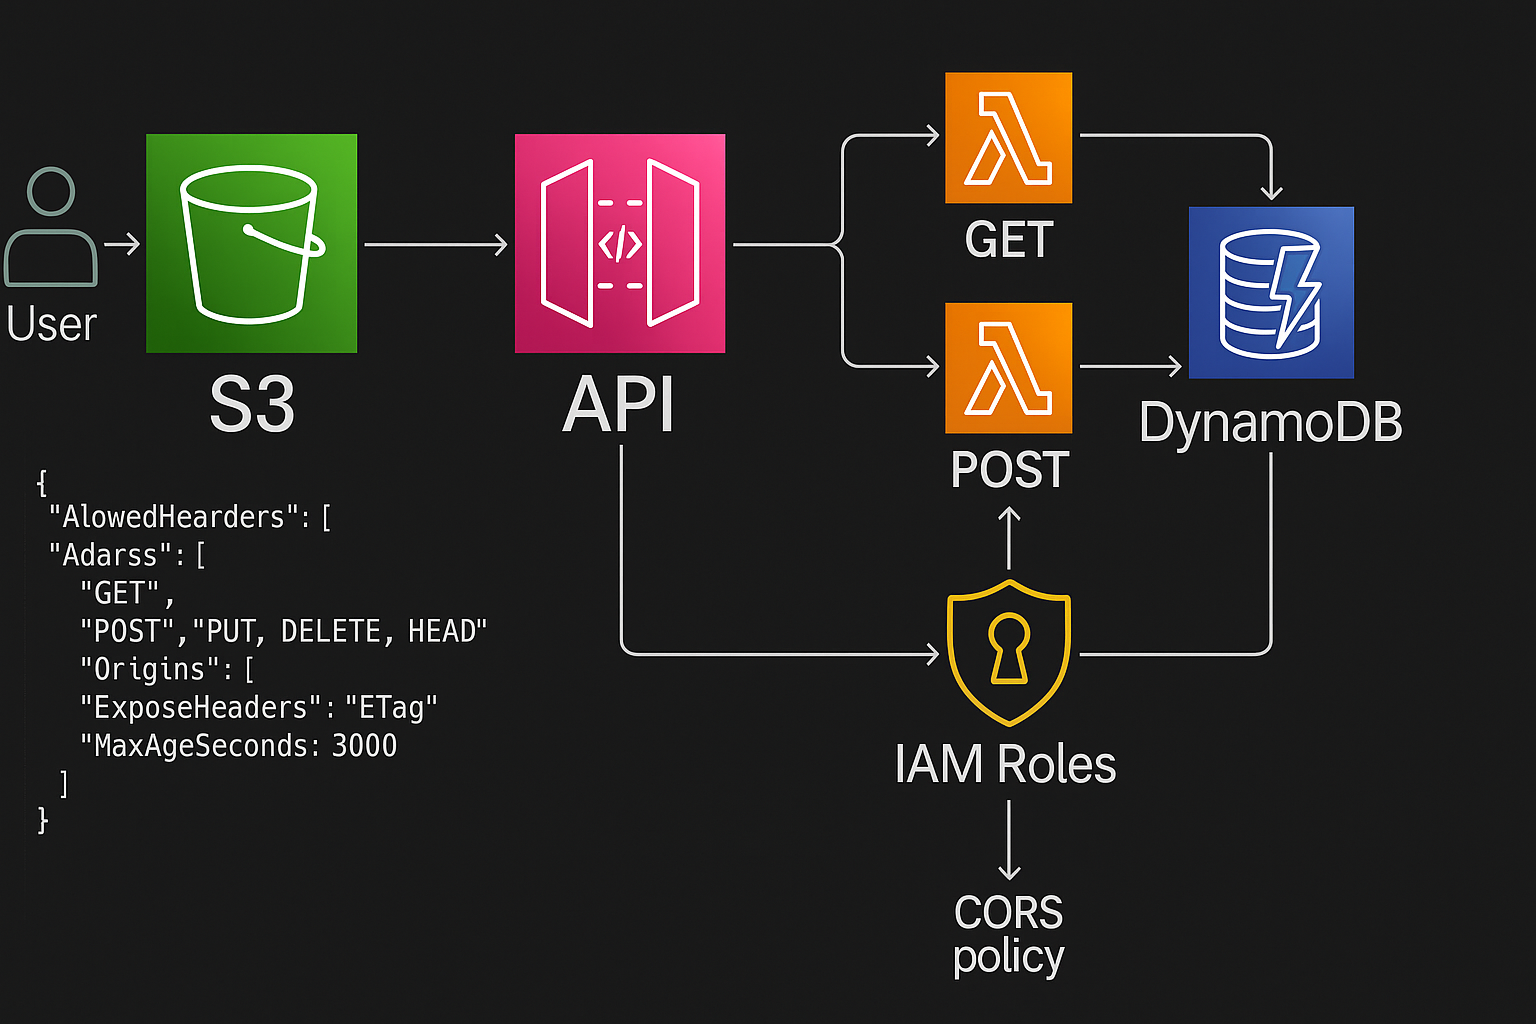 User
S3
API
GET
POST
DynamoDB
{
"AlowedHearders": [
"Adarss": [
"GET",
"POST","PUT, DELETE, HEAD"
"Origins": [
"ExposeHeaders": "ETag"
"MaxAgeSeconds: 3000
]
}
IAM Roles
CORS
policy